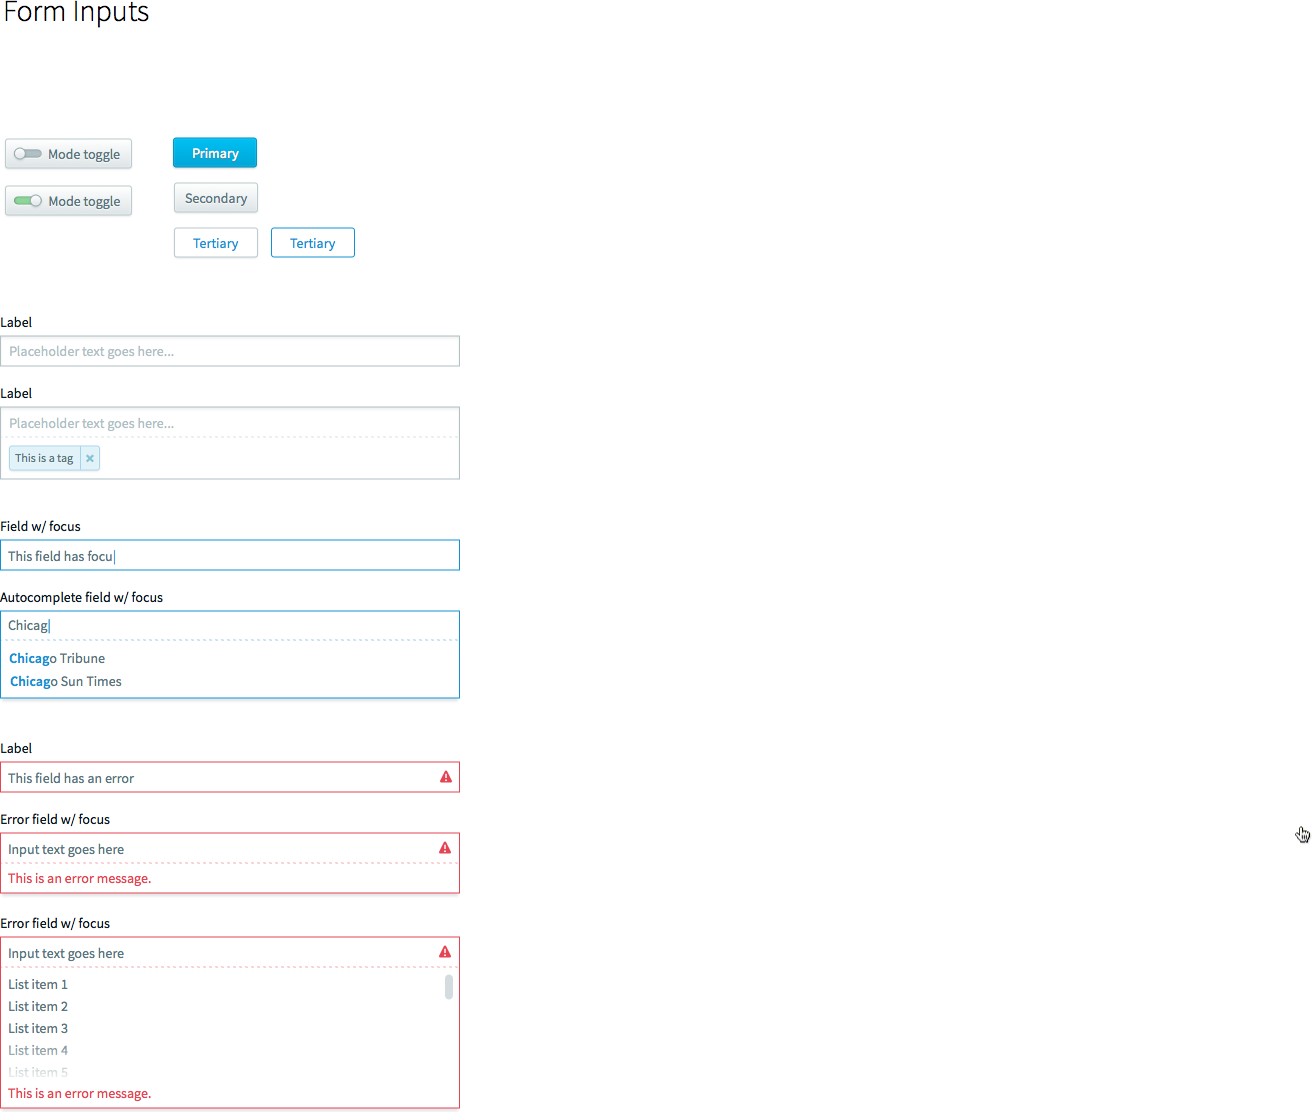 Form Inputs
Mode toggle
Primary
Mode toggle
Secondary
Tertiary
Tertiary
Label
Placeholder text goes here...
Label
Placeholder text goes here...
This is a tag ×
Field w/ focus
This field has focu
Autocomplete field w/ focus
Chicag
Chicago Tribune
Chicago Sun Times
Label
This field has an error
Error field w/ focus
Input text goes here
This is an error message.
Error field w/ focus
Input text goes here
List item 1
List item 2
List item 3
List item 4
List item 5
This is an error message.